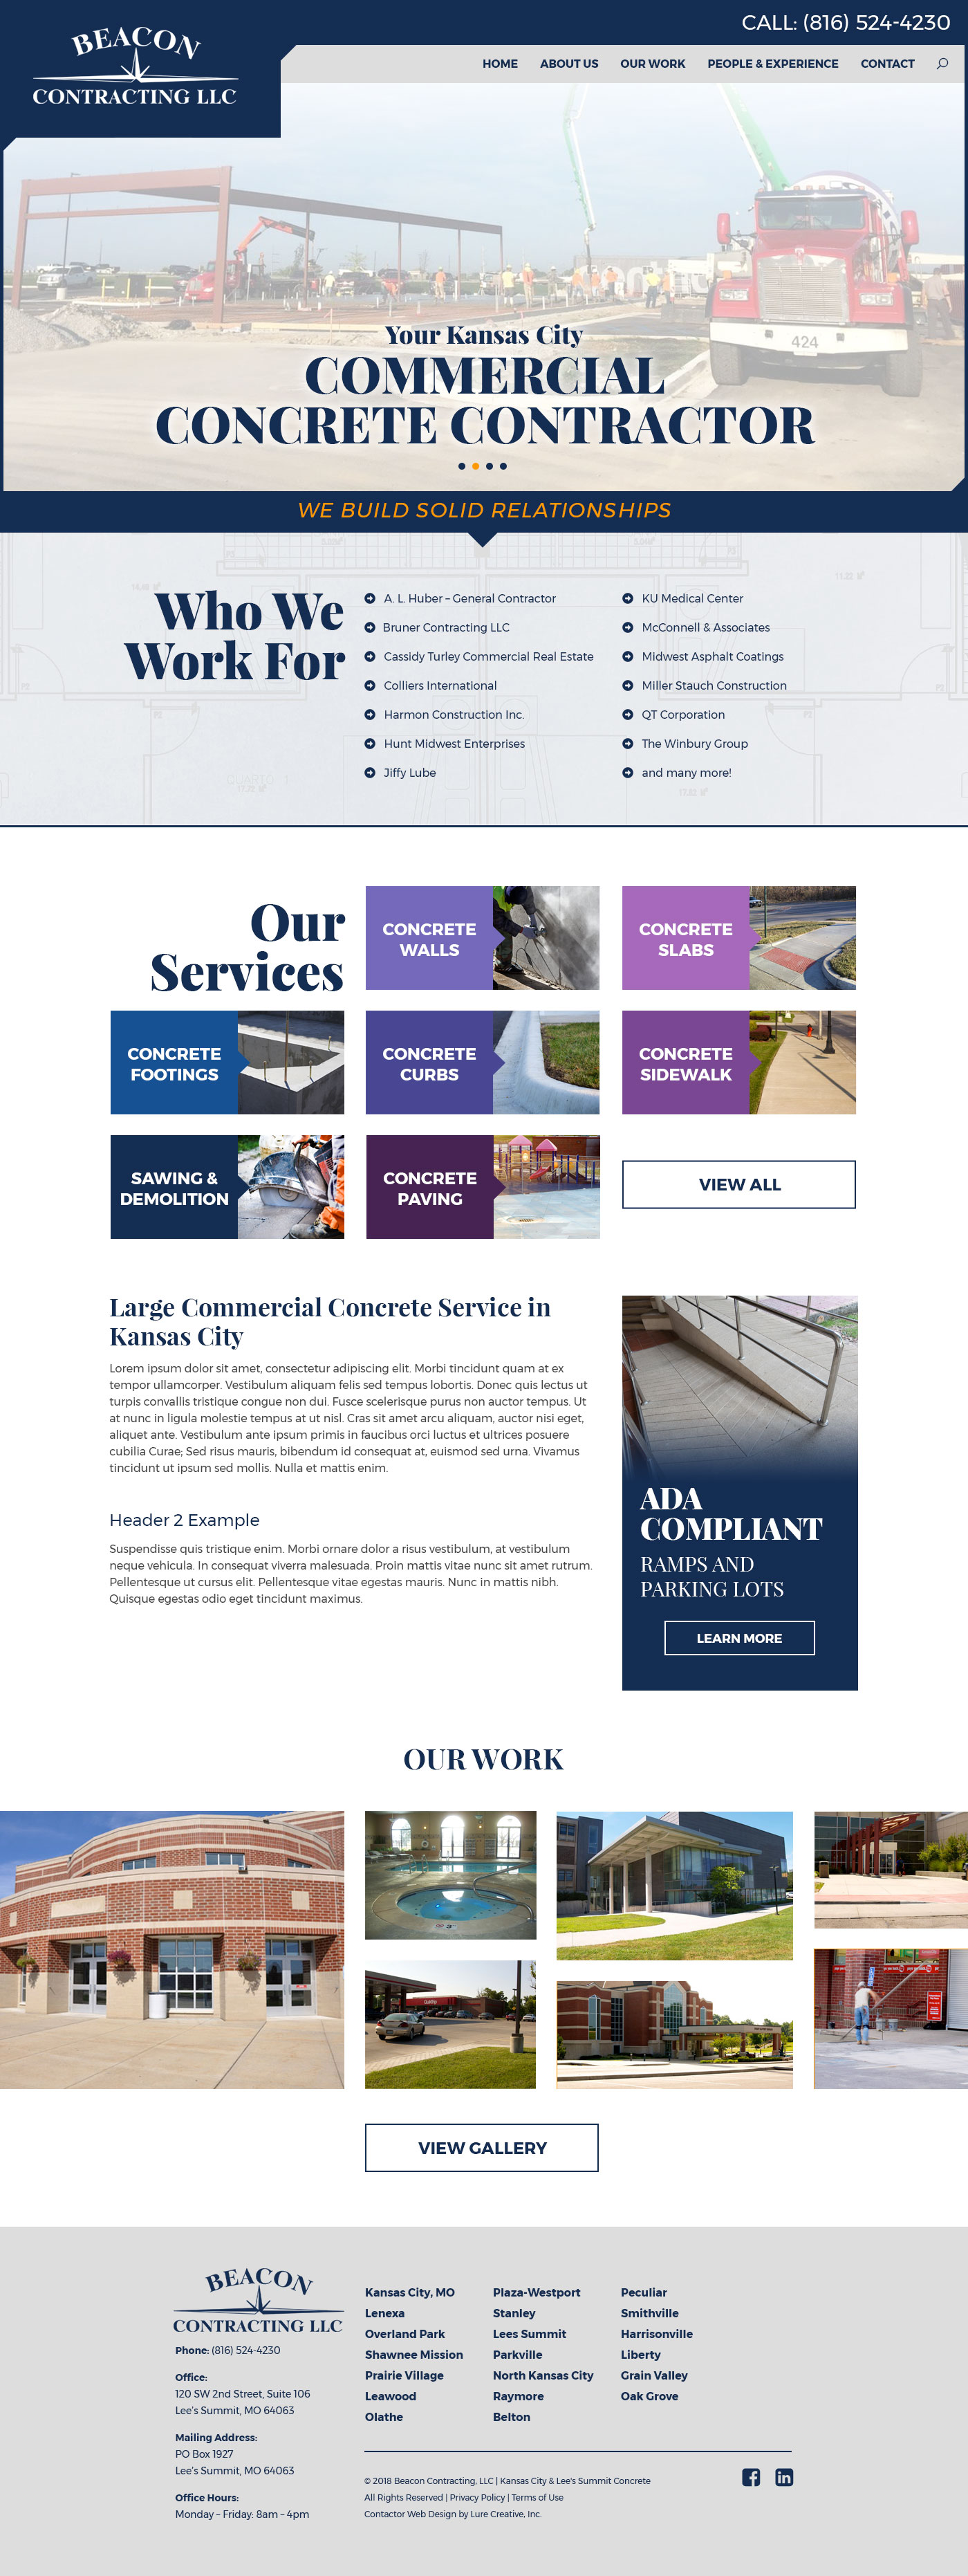 BEACON
CONTRACTING LLC
CALL: (816) 524-4230
HOME
ABOUT US
OUR WORK
PEOPLE & EXPERIENCE
CONTACT
424
Your Kansas City
COMMERCIAL
CONCRETE CONTRACTOR
WE BUILD SOLID RELATIONSHIPS
Who We
Work For
A. L. Huber – General Contractor
Bruner Contracting LLC
Cassidy Turley Commercial Real Estate
Colliers International
Harmon Construction Inc.
Hunt Midwest Enterprises
Jiffy Lube
KU Medical Center
McConnell & Associates
Midwest Asphalt Coatings
Miller Stauch Construction
QT Corporation
The Winbury Group
and many more!
Our
Services
CONCRETE
WALLS
CONCRETE
SLABS
CONCRETE
FOOTINGS
CONCRETE
CURBS
CONCRETE
SIDEWALK
SAWING &
DEMOLITION
CONCRETE
PAVING
VIEW ALL
Large Commercial Concrete Service in
Kansas City
Lorem ipsum dolor sit amet, consectetur adipiscing elit. Morbi tincidunt quam at ex
tempor ullamcorper. Vestibulum aliquam felis sed tempus lobortis. Donec quis lectus ut
turpis convallis tristique congue non dui. Fusce scelerisque purus non auctor tempus. Ut
at nunc in ligula molestie tempus at ut nisl. Cras sit amet arcu aliquam, auctor nisi eget,
aliquet ante. Vestibulum ante ipsum primis in faucibus orci luctus et ultrices posuere
cubilia Curae; Sed risus mauris, bibendum id consequat at, euismod sed urna. Vivamus
tincidunt ut ipsum sed mollis. Nulla et mattis enim.
Header 2 Example
Suspendisse quis tristique enim. Morbi ornare dolor a risus vestibulum, at vestibulum
neque vehicula. In consequat viverra malesuada. Proin mattis vitae nunc sit amet rutrum.
Pellentesque ut cursus elit. Pellentesque vitae egestas mauris. Nunc in mattis nibh.
Quisque egestas odio eget tincidunt maximus.
ADA
COMPLIANT
RAMPS AND
PARKING LOTS
LEARN MORE
OUR WORK
VIEW GALLERY
BEACON
CONTRACTING LLC
Phone: (816) 524-4230
Office:
120 SW 2nd Street, Suite 106
Lee's Summit, MO 64063
Mailing Address:
PO Box 1927
Lee's Summit, MO 64063
Office Hours:
Monday – Friday: 8am – 4pm
Kansas City, MO
Lenexa
Overland Park
Shawnee Mission
Prairie Village
Leawood
Olathe
Plaza-Westport
Stanley
Lees Summit
Parkville
North Kansas City
Raymore
Belton
Peculiar
Smithville
Harrisonville
Liberty
Grain Valley
Oak Grove
© 2018 Beacon Contracting, LLC | Kansas City & Lee's Summit Concrete
All Rights Reserved | Privacy Policy | Terms of Use
Contactor Web Design by Lure Creative, Inc.